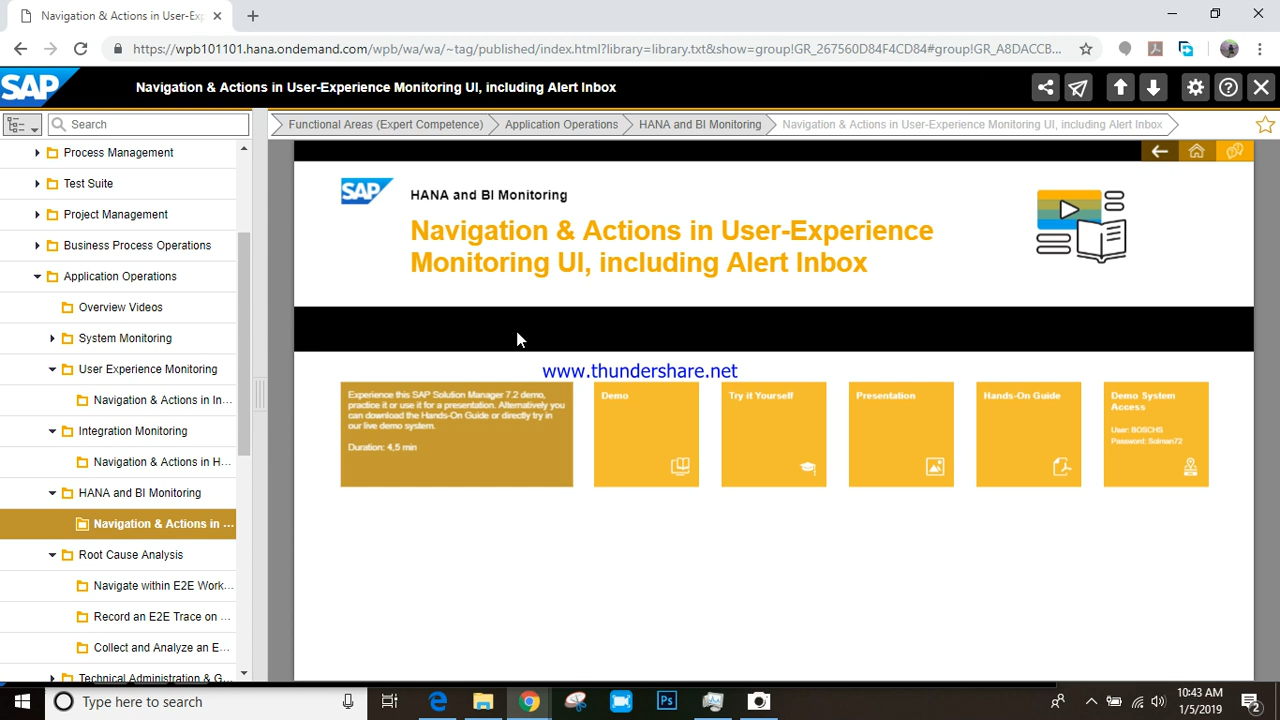 Navigation & Actions in User-Ex
https://wpb101101.hana.ondemand.com/wpb/wa/wa/~tag/published/index.html?library=library.txt&show=group!GR_267560D84F4CD84#group!GR_A8DACCB...
SAP
Navigation & Actions in User-Experience Monitoring UI, including Alert Inbox
Search
Functional Areas (Expert Competence)
Application Operations
HANA and BI Monitoring
Navigation & Actions in User-Experience Monitoring UI, including Alert Inbox
Process Management
Test Suite
Project Management
Business Process Operations
Application Operations
Overview Videos
System Monitoring
User Experience Monitoring
Navigation & Actions in In...
Integration Monitoring
Navigation & Actions in H...
HANA and BI Monitoring
Navigation & Actions in ...
Root Cause Analysis
Navigate within E2E Work...
Record an E2E Trace on ...
Collect and Analyze an E...
Technical Administration & G...
SAP
HANA and BI Monitoring
Navigation & Actions in User-Experience
Monitoring UI, including Alert Inbox
www.thundershare.net
Experience this SAP Solution Manager 7.2 demo,
practice it or use it for a presentation. Alternatively you
can download the Hands-On Guide or directly try in
our live demo system.
Duration: 4,5 min
Demo
Try it Yourself
Presentation
Hands-On Guide
Demo System
Access
User: BOSCHS
Password: Solman72
Type here to search
Ps
10:43 AM
1/5/2019
2